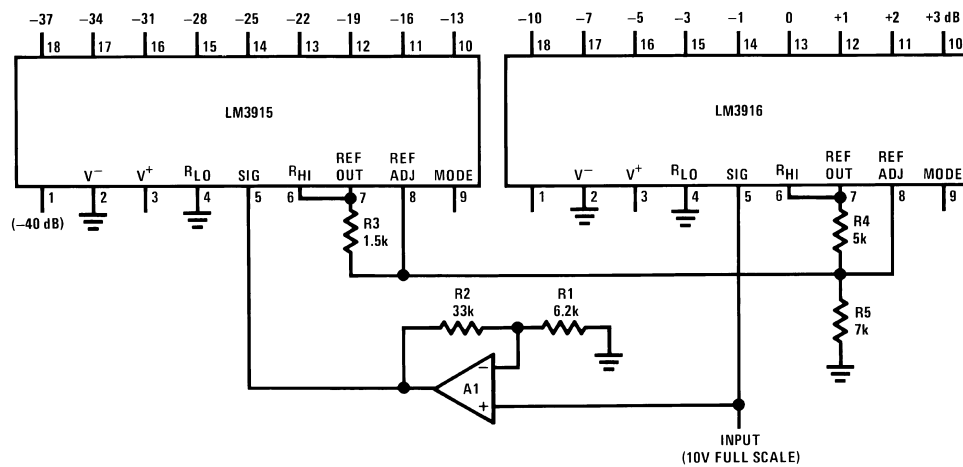 −37 −34 −31 −28 −25 −22 −19 −16 −13 −10 −7 −5 −3 −1 0 +1 +2 +3 dB
18 17 16 15 14 13 12 11 10 18 17 16 15 14 13 12 11 10
LM3915 LM3916
V− V+ RLO SIG RHI REF OUT REF ADJ MODE V− V+ RLO SIG RHI REF OUT REF ADJ MODE
1 2 3 4 5 6 7 8 9 1 2 3 4 5 6 7 8 9
(−40 dB)
R3
1.5k
R4
5k
R2
33k
R1
6.2k
R5
7k
−
A1
+
INPUT
(10V FULL SCALE)